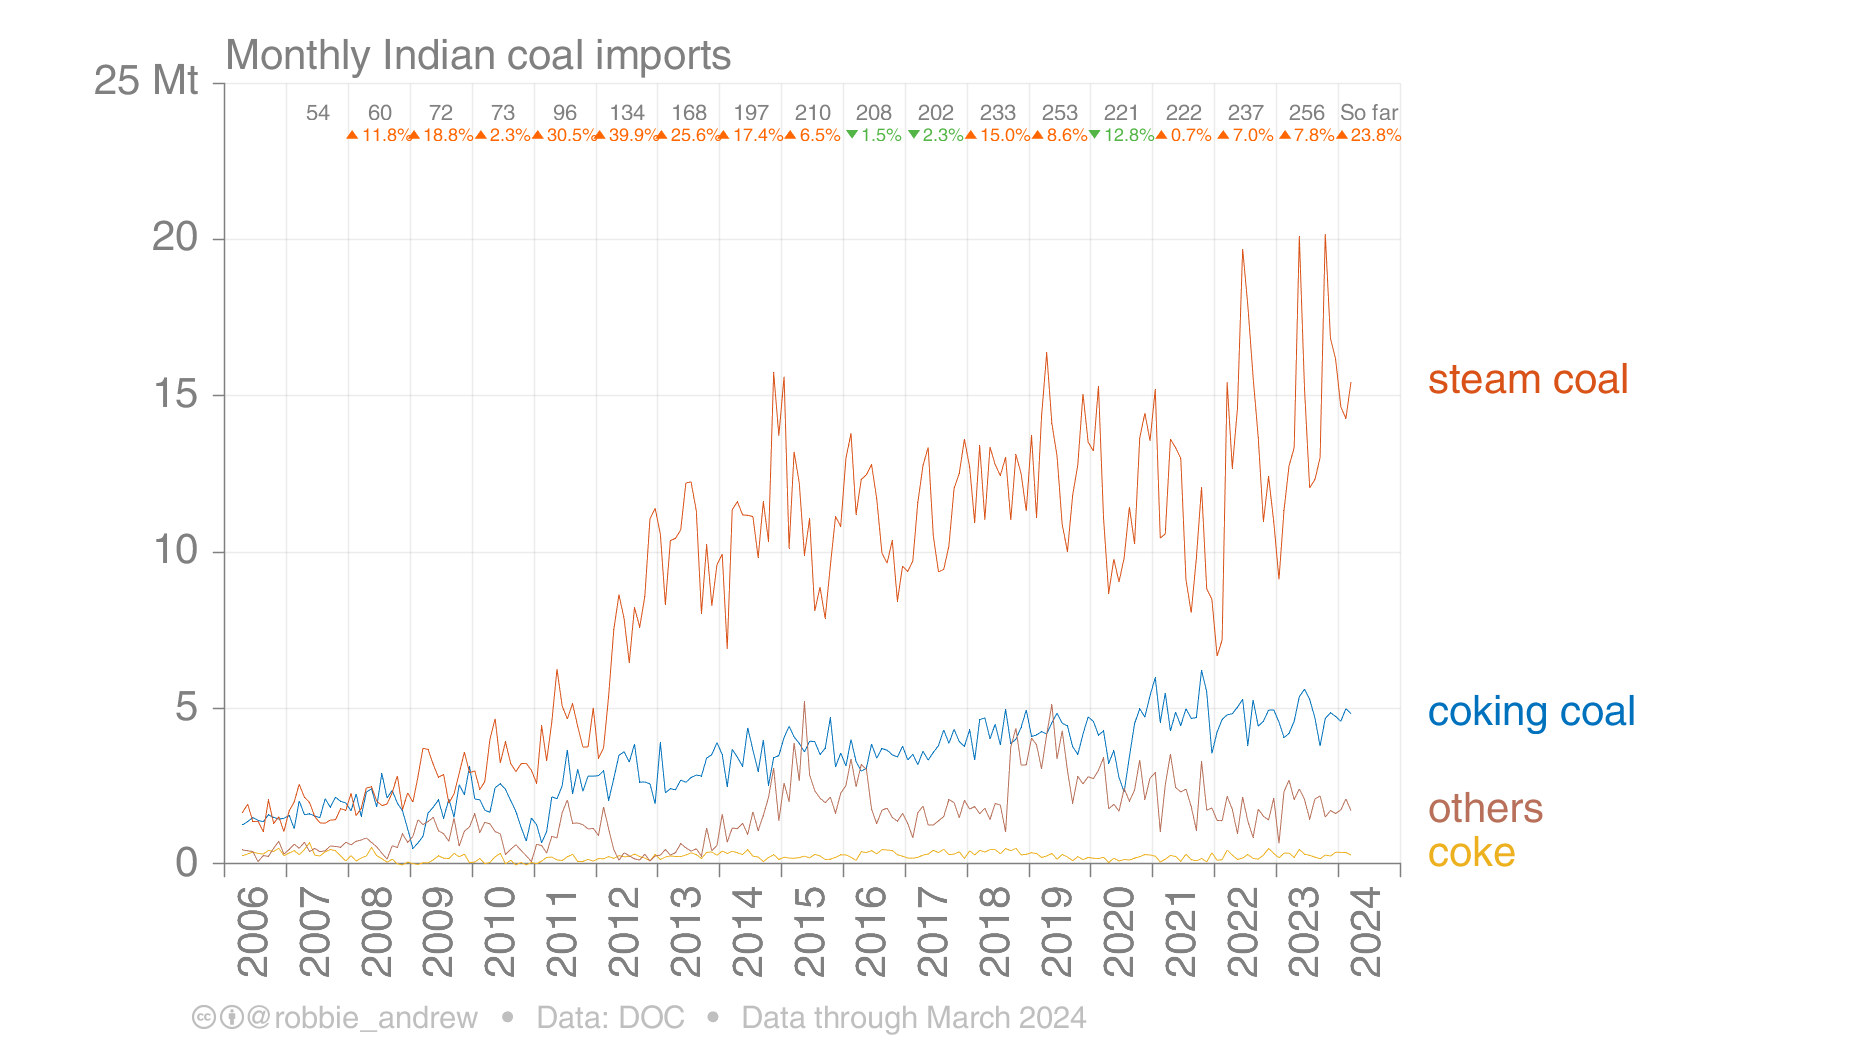 Monthly Indian coal imports
25 Mt
54 60 72 73 96 134 168 197 210 208 202 233 253 221 222 237 256 So far
▲ 11.8% ▲ 18.8% ▲ 2.3% ▲ 30.5% ▲ 39.9% ▲ 25.6% ▲ 17.4% ▲ 6.5% ▼ 1.5% ▼ 2.3% ▲ 15.0% ▲ 8.6% ▼ 12.8% ▲ 0.7% ▲ 7.0% ▲ 7.8% ▲ 23.8%
20
15
steam coal
10
5
coking coal
others
coke
0
2006 2007 2008 2009 2010 2011 2012 2013 2014 2015 2016 2017 2018 2019 2020 2021 2022 2023 2024
@robbie_andrew • Data: DOC • Data through March 2024